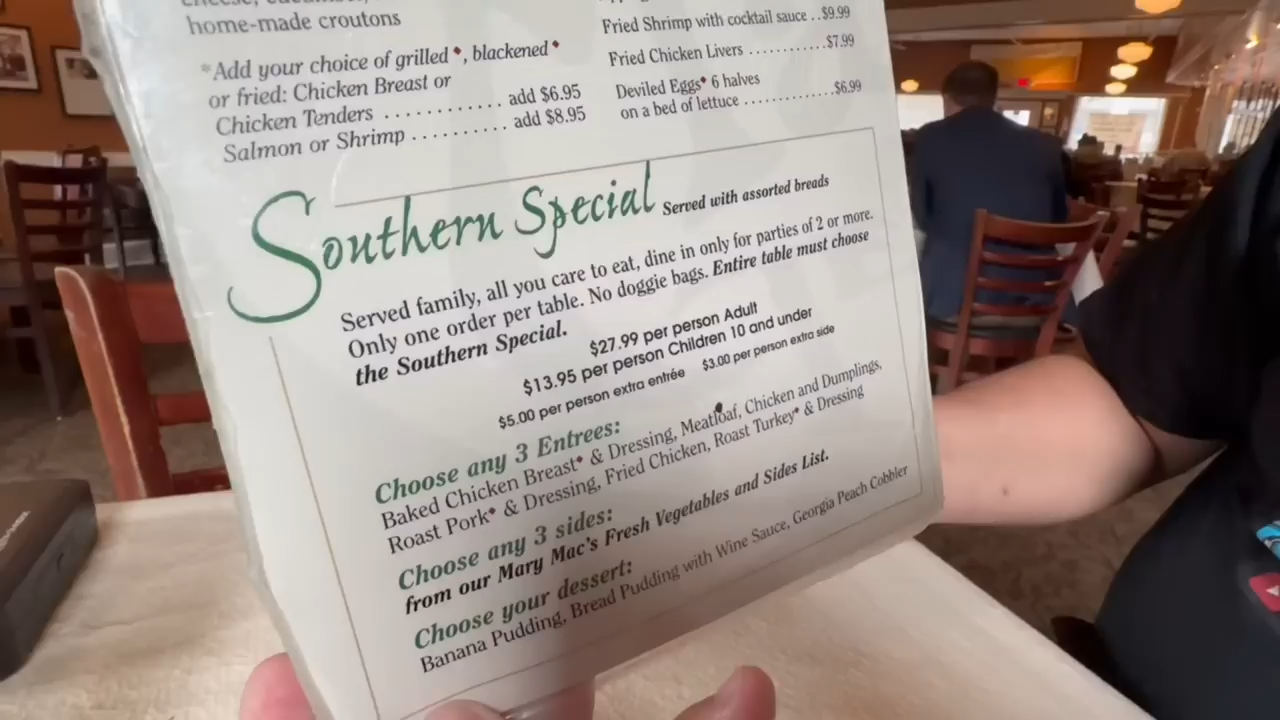 home-made croutons
*Add your choice of grilled♦, blackened♦
or fried: Chicken Breast or
Chicken Tenders .......... add $6.95
Salmon or Shrimp .......... add $8.95
Fried Shrimp with cocktail sauce ..$9.99
Fried Chicken Livers ...........$7.99
Deviled Eggs♦ 6 halves
on a bed of lettuce .............$6.99
Southern Special Served with assorted breads
Served family, all you care to eat, dine in only for parties of 2 or more.
Only one order per table. No doggie bags. Entire table must choose
the Southern Special.
$27.99 per person Adult
$13.95 per person Children 10 and under
$5.00 per person extra entrée $3.00 per person extra side
Choose any 3 Entrees:
Baked Chicken Breast♦ & Dressing, Meatloaf, Chicken and Dumplings,
Roast Pork♦ & Dressing, Fried Chicken, Roast Turkey♦ & Dressing
Choose any 3 sides:
from our Mary Mac's Fresh Vegetables and Sides List.
Choose your dessert:
Banana Pudding, Bread Pudding with Wine Sauce, Georgia Peach Cobbler